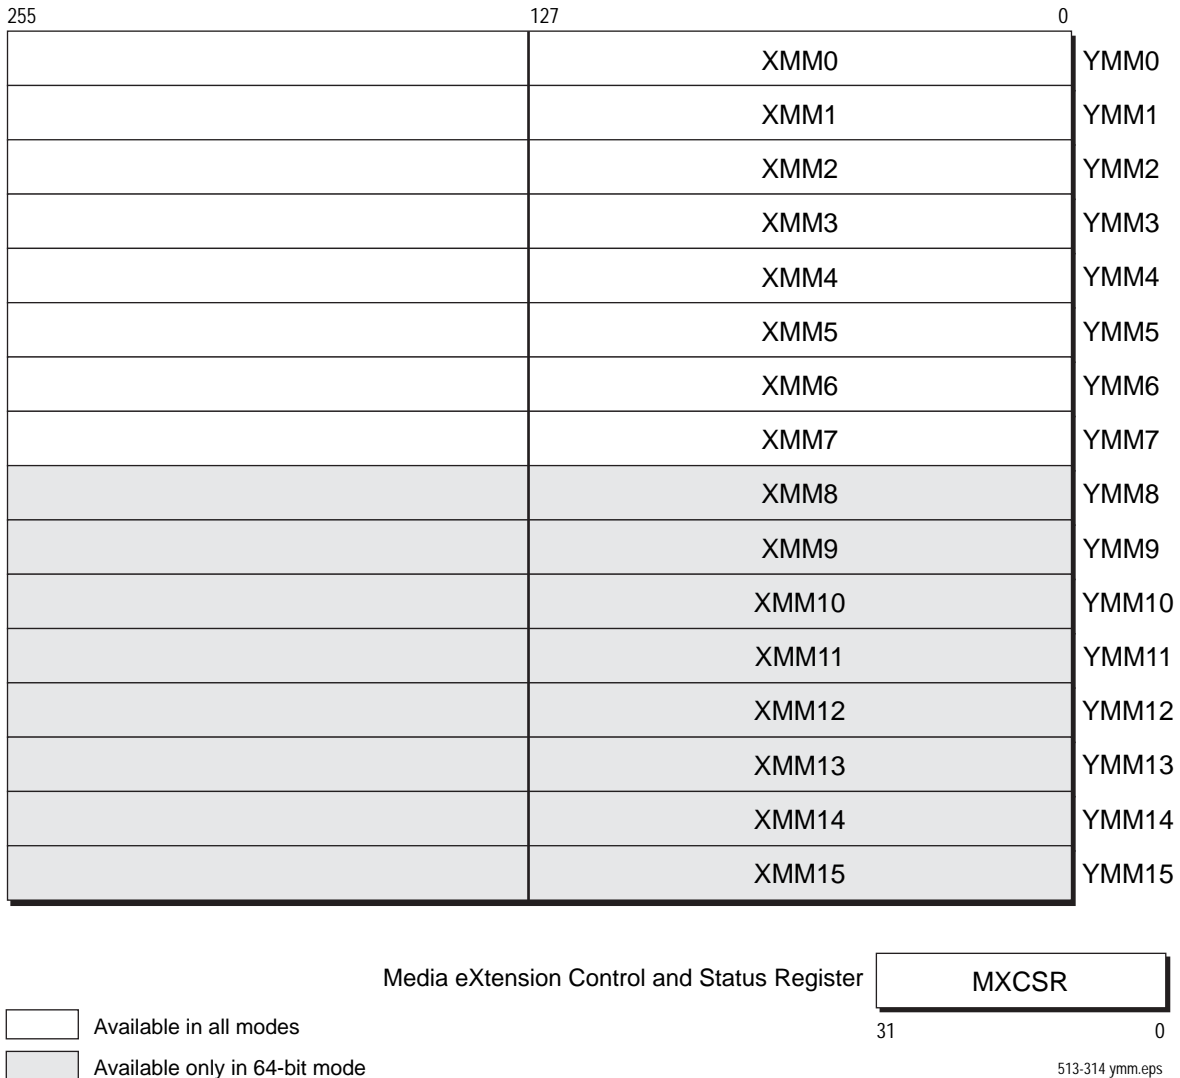 255 127 0
XMM0 YMM0
XMM1 YMM1
XMM2 YMM2
XMM3 YMM3
XMM4 YMM4
XMM5 YMM5
XMM6 YMM6
XMM7 YMM7
XMM8 YMM8
XMM9 YMM9
XMM10 YMM10
XMM11 YMM11
XMM12 YMM12
XMM13 YMM13
XMM14 YMM14
XMM15 YMM15
Media eXtension Control and Status Register MXCSR
31 0
Available in all modes
Available only in 64-bit mode
513-314 ymm.eps